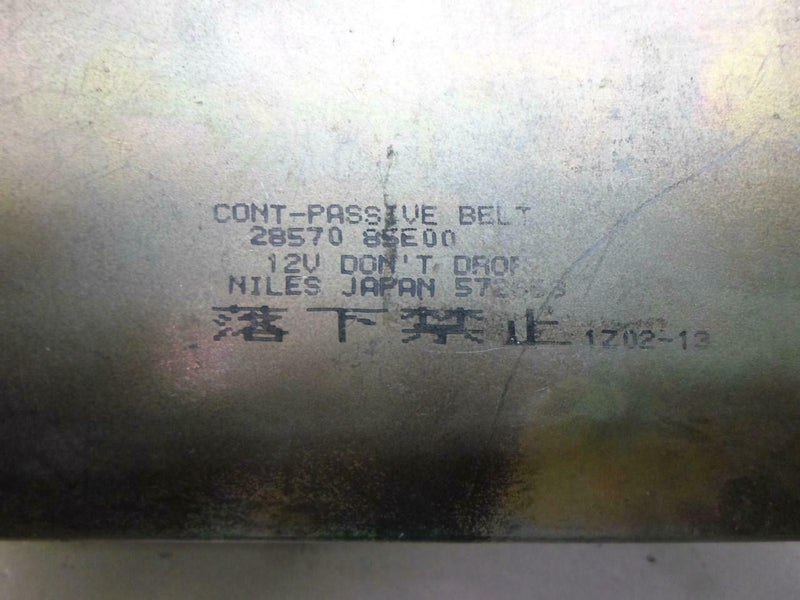 CONT-PASSIVE BELT
28570 85E00
12V DON'T DROP
NILES JAPAN
落下禁止 1Z02-13